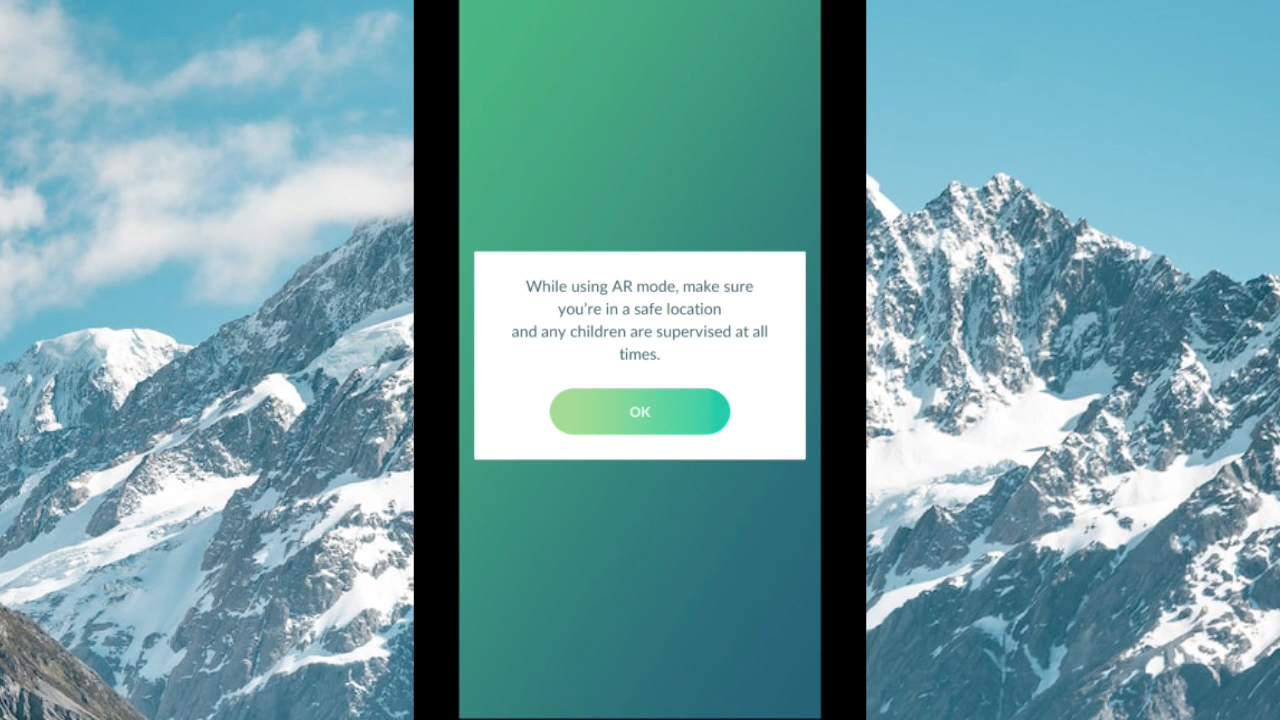 While using AR mode, make sure
you're in a safe location
and any children are supervised at all
times.
OK